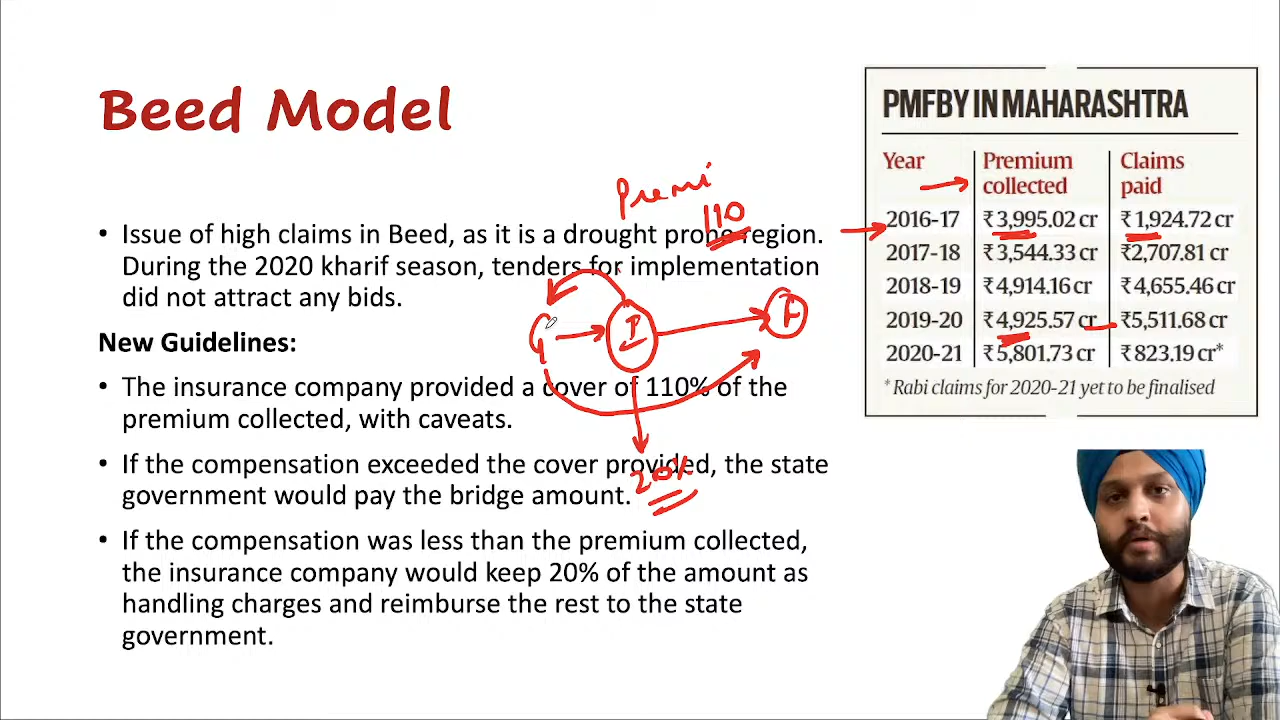 Beed Model
Premi
110
• Issue of high claims in Beed, as it is a drought prone region.
During the 2020 kharif season, tenders for implementation
did not attract any bids.
New Guidelines:
G
P
F
• The insurance company provided a cover of 110% of the
premium collected, with caveats.
• If the compensation exceeded the cover provided, the state
government would pay the bridge amount.
20%
• If the compensation was less than the premium collected,
the insurance company would keep 20% of the amount as
handling charges and reimburse the rest to the state
government.
PMFBY IN MAHARASHTRA
Year Premium collected Claims paid
2016-17 ₹3,995.02 cr ₹1,924.72 cr
2017-18 ₹3,544.33 cr ₹2,707.81 cr
2018-19 ₹4,914.16 cr ₹4,655.46 cr
2019-20 ₹4,925.57 cr ₹5,511.68 cr
2020-21 ₹5,801.73 cr ₹823.19 cr*
* Rabi claims for 2020-21 yet to be finalised